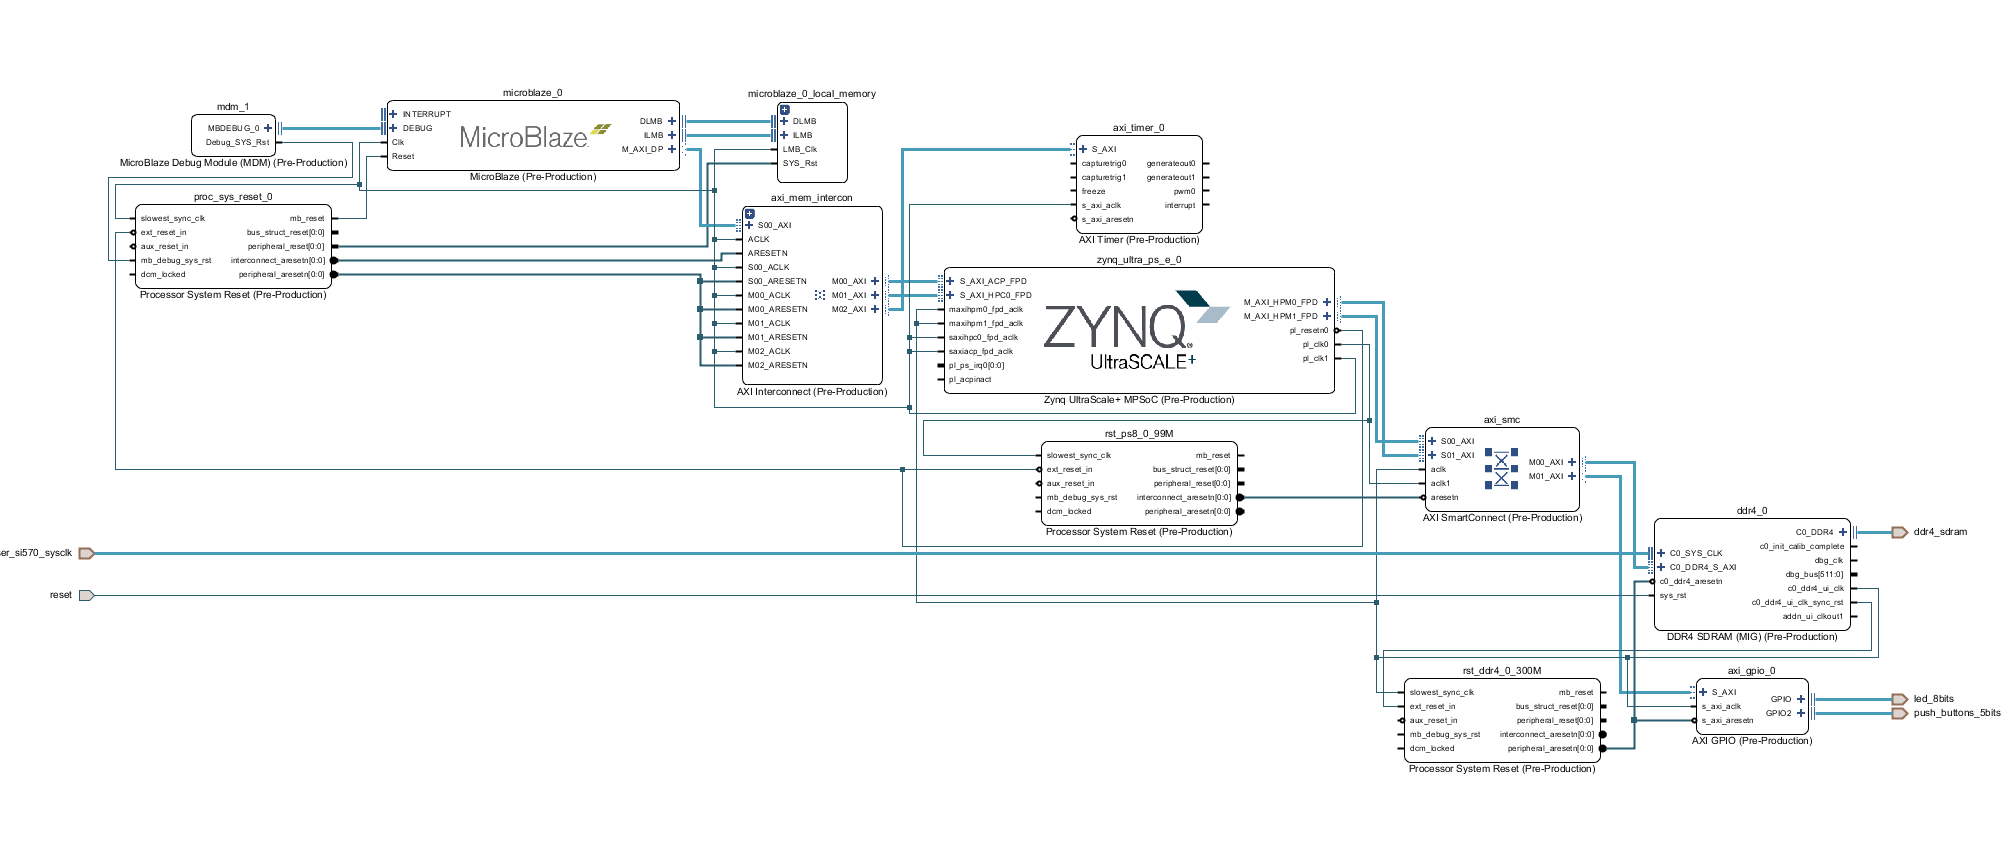 mdm_1
MBDEBUG_0
Debug_SYS_Rst
MicroBlaze Debug Module (MDM) (Pre-Production)
microblaze_0
INTERRUPT
DEBUG
Clk
Reset
MicroBlaze
DLMB
ILMB
M_AXI_DP
MicroBlaze (Pre-Production)
microblaze_0_local_memory
DLMB
ILMB
LMB_Clk
SYS_Rst
proc_sys_reset_0
slowest_sync_clk
ext_reset_in
aux_reset_in
mb_debug_sys_rst
dcm_locked
mb_reset
bus_struct_reset[0:0]
peripheral_reset[0:0]
interconnect_aresetn[0:0]
peripheral_aresetn[0:0]
Processor System Reset (Pre-Production)
axi_mem_intercon
S00_AXI
ACLK
ARESETN
S00_ACLK
S00_ARESETN
M00_ACLK
M00_ARESETN
M01_ACLK
M01_ARESETN
M02_ACLK
M02_ARESETN
M00_AXI
M01_AXI
M02_AXI
AXI Interconnect (Pre-Production)
axi_timer_0
S_AXI
capturetrig0
capturetrig1
freeze
s_axi_aclk
s_axi_aresetn
generateout0
generateout1
pwm0
interrupt
AXI Timer (Pre-Production)
zynq_ultra_ps_e_0
S_AXI_ACP_FPD
S_AXI_HPC0_FPD
maxihpm0_fpd_aclk
maxihpm1_fpd_aclk
saxihpc0_fpd_aclk
saxiacp_fpd_aclk
pl_ps_irq0[0:0]
pl_acpinact
ZYNQ
UltraSCALE+
M_AXI_HPM0_FPD
M_AXI_HPM1_FPD
pl_resetn0
pl_clk0
pl_clk1
Zynq UltraScale+ MPSoC (Pre-Production)
rst_ps8_0_99M
slowest_sync_clk
ext_reset_in
aux_reset_in
mb_debug_sys_rst
dcm_locked
mb_reset
bus_struct_reset[0:0]
peripheral_reset[0:0]
interconnect_aresetn[0:0]
peripheral_aresetn[0:0]
Processor System Reset (Pre-Production)
axi_smc
S00_AXI
S01_AXI
aclk
aclk1
aresetn
M00_AXI
M01_AXI
AXI SmartConnect (Pre-Production)
ser_si570_sysclk
reset
ddr4_0
C0_SYS_CLK
C0_DDR4_S_AXI
c0_ddr4_aresetn
sys_rst
C0_DDR4
c0_init_calib_complete
dbg_clk
dbg_bus[511:0]
c0_ddr4_ui_clk
c0_ddr4_ui_clk_sync_rst
addn_ui_clkout1
DDR4 SDRAM (MIG) (Pre-Production)
ddr4_sdram
rst_ddr4_0_300M
slowest_sync_clk
ext_reset_in
aux_reset_in
mb_debug_sys_rst
dcm_locked
mb_reset
bus_struct_reset[0:0]
peripheral_reset[0:0]
interconnect_aresetn[0:0]
peripheral_aresetn[0:0]
Processor System Reset (Pre-Production)
axi_gpio_0
S_AXI
s_axi_aclk
s_axi_aresetn
GPIO
GPIO2
AXI GPIO (Pre-Production)
led_8bits
push_buttons_5bits